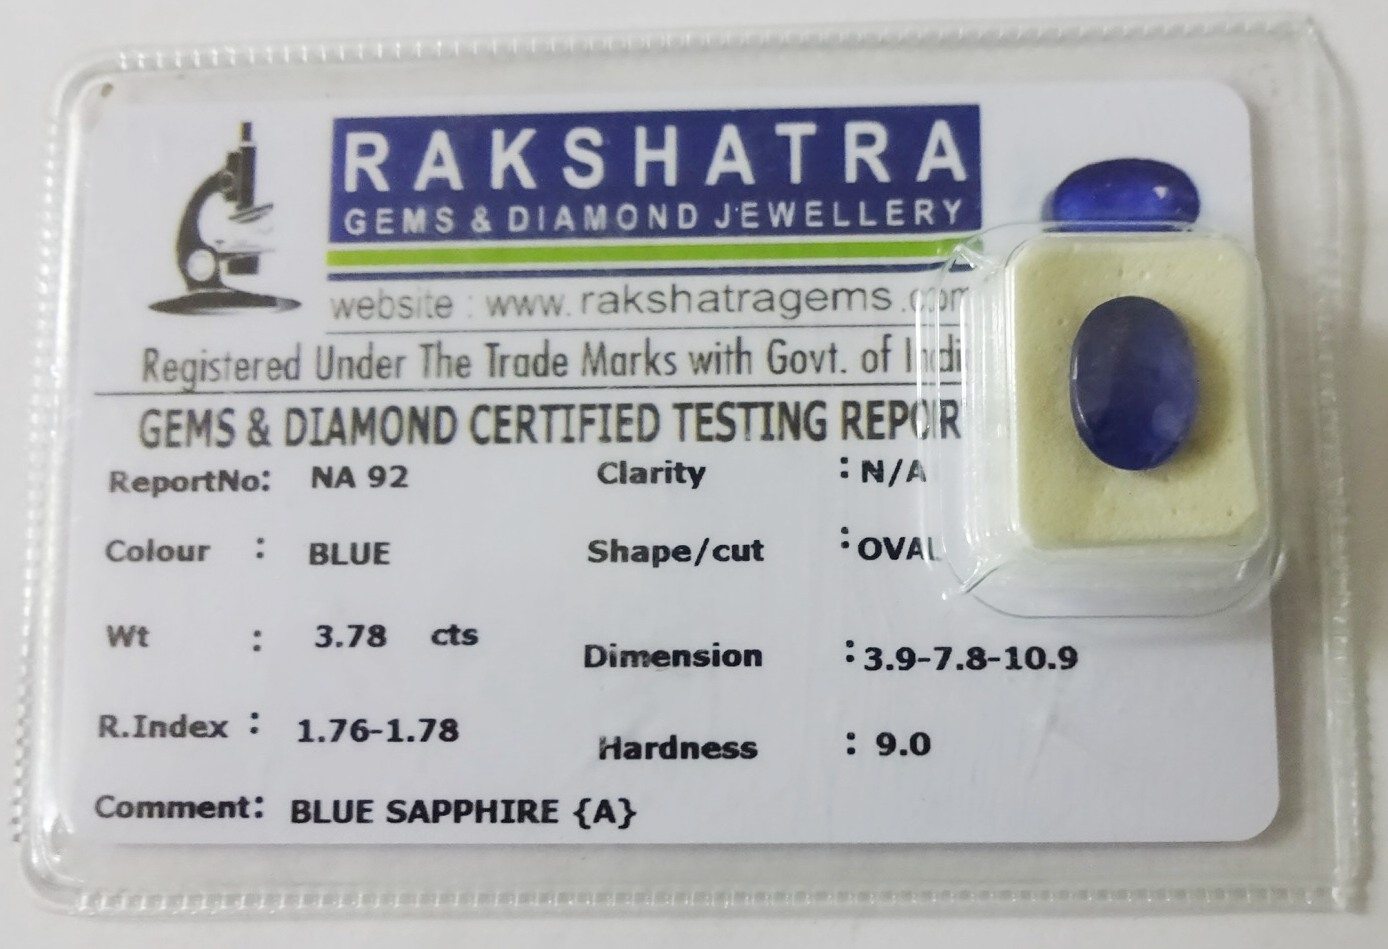 RAKSHATRA
GEMS & DIAMOND JEWELLERY
website : www. rakshatragems .com
Registered Under The Trade Marks with Govt. of
GEMS & DIAMOND CERTIFIED TESTING REPOR
ReportNo: NA 92 Clarity : N/A
Colour : BLUE Shape/cut : OVAL
Wt : 3.78 cts Dimension : 3.9-7.8-10.9
R.Index : 1.76-1.78 Hardness : 9.0
Comment: BLUE SAPPHIRE {A}